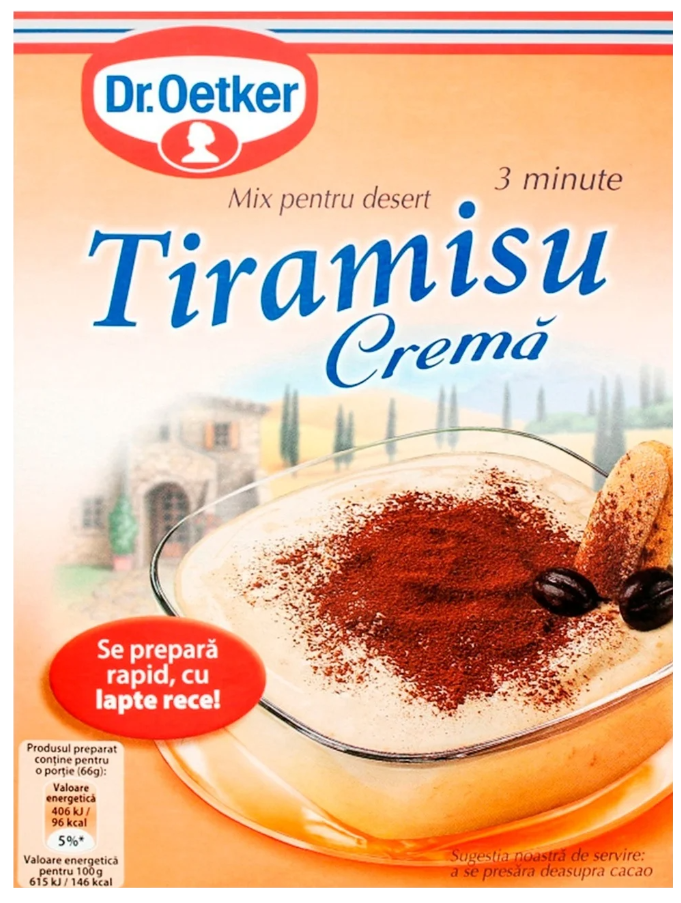 Dr.Oetker
3 minute
Mix pentru desert
Tiramisu
Cremă
Se prepară
rapid, cu
lapte rece!
Produsul preparat
conține pentru
o porție (66g):
Valoare
energetică
406 kJ /
96 kcal
5%*
Valoare energetică
pentru 100g
615 kJ / 146 kcal
Sugestia noastră de servire:
a se presăra deasupra cacao